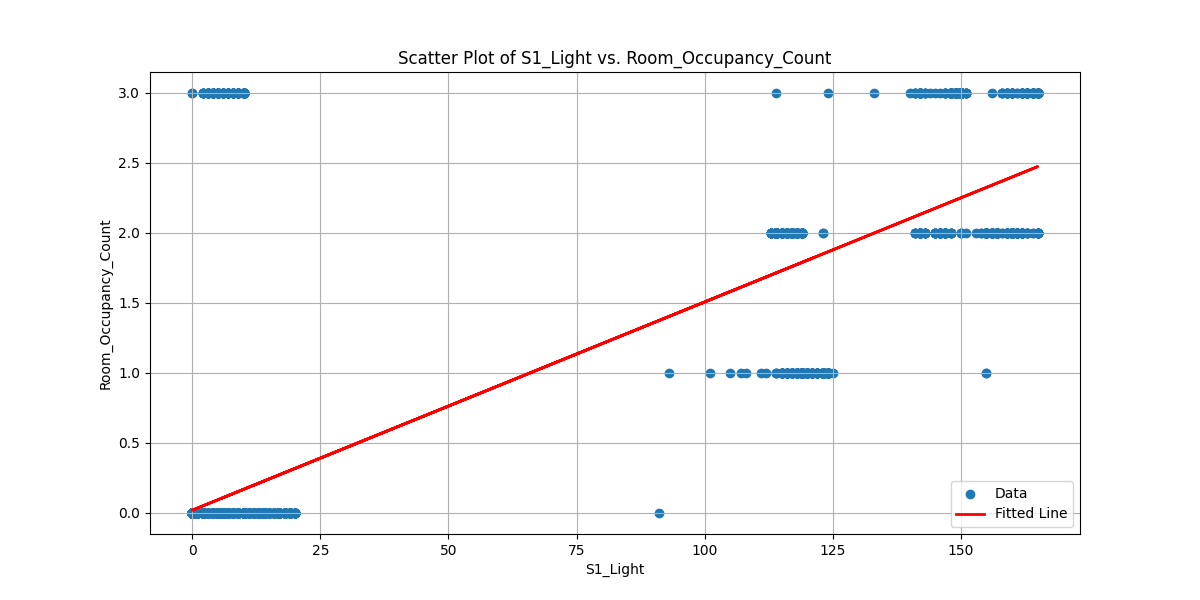 Scatter Plot of S1_Light vs. Room_Occupancy_Count
3.0
2.5
2.0
1.5
1.0
0.5
0.0
Room_Occupancy_Count
Data
Fitted Line
0 25 50 75 100 125 150
S1_Light